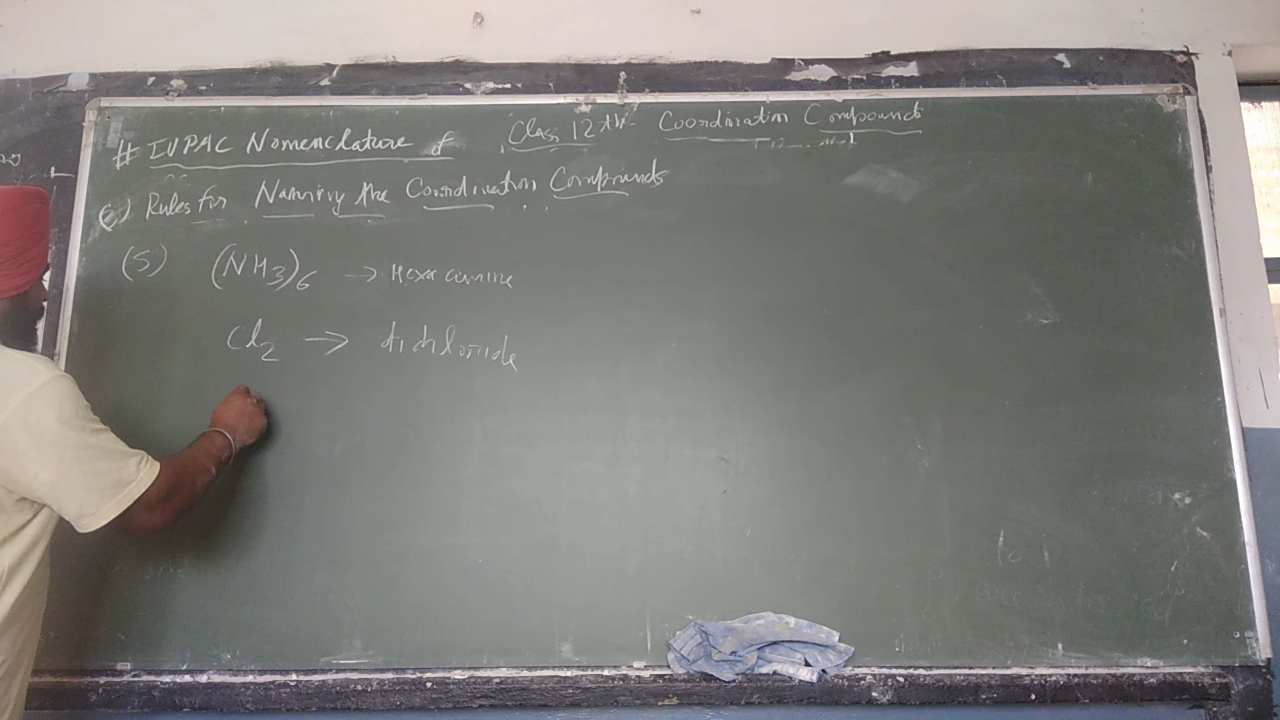 # IUPAC Nomenclature of Class 12th Coordination Compounds
Rules for Naming the Coordination Compounds
(5) (NH3)6 → Hexa ammine
Cl2 → dichloride